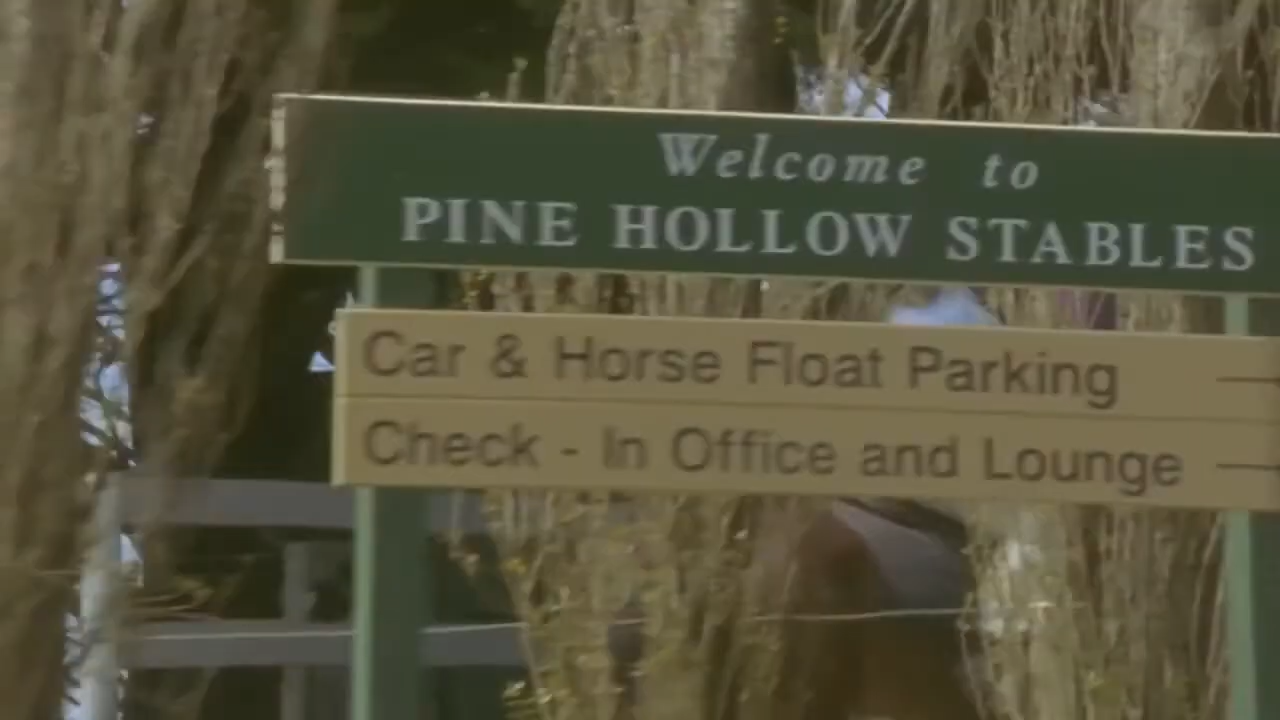 Welcome to
PINE HOLLOW STABLES
Car & Horse Float Parking
Check - In Office and Lounge